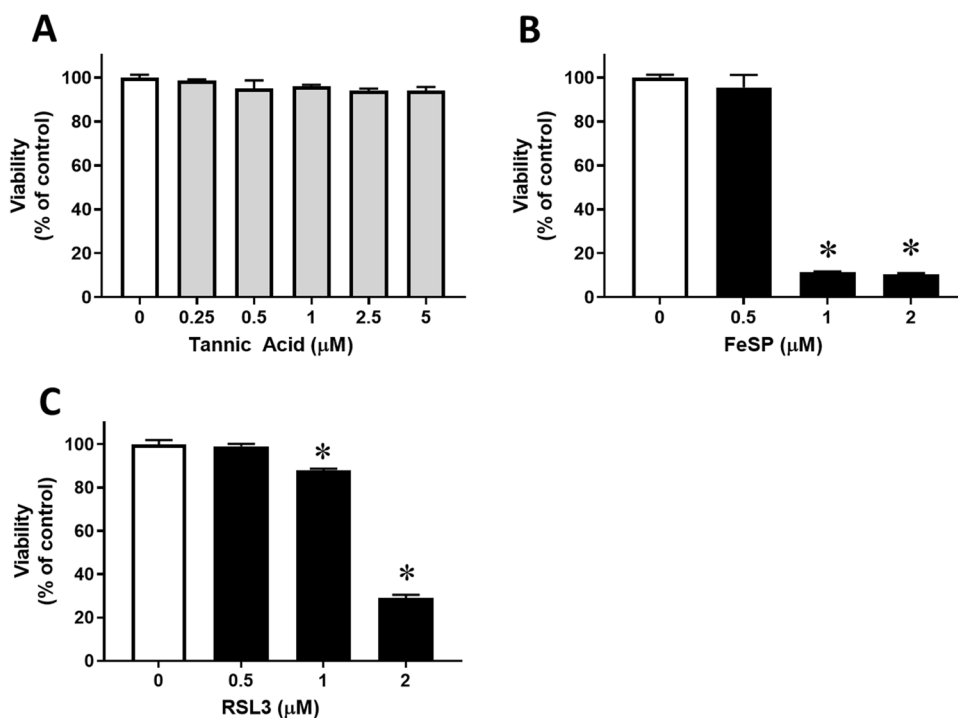 A
Viability
(% of control)
100
80
60
40
20
0
0 0.25 0.5 1 2.5 5
Tannic Acid (μM)
B
Viability
(% of control)
100
80
60
40
20
0
* *
0 0.5 1 2
FeSP (μM)
C
Viability
(% of control)
100
80
60
40
20
0
*
*
0 0.5 1 2
RSL3 (μM)